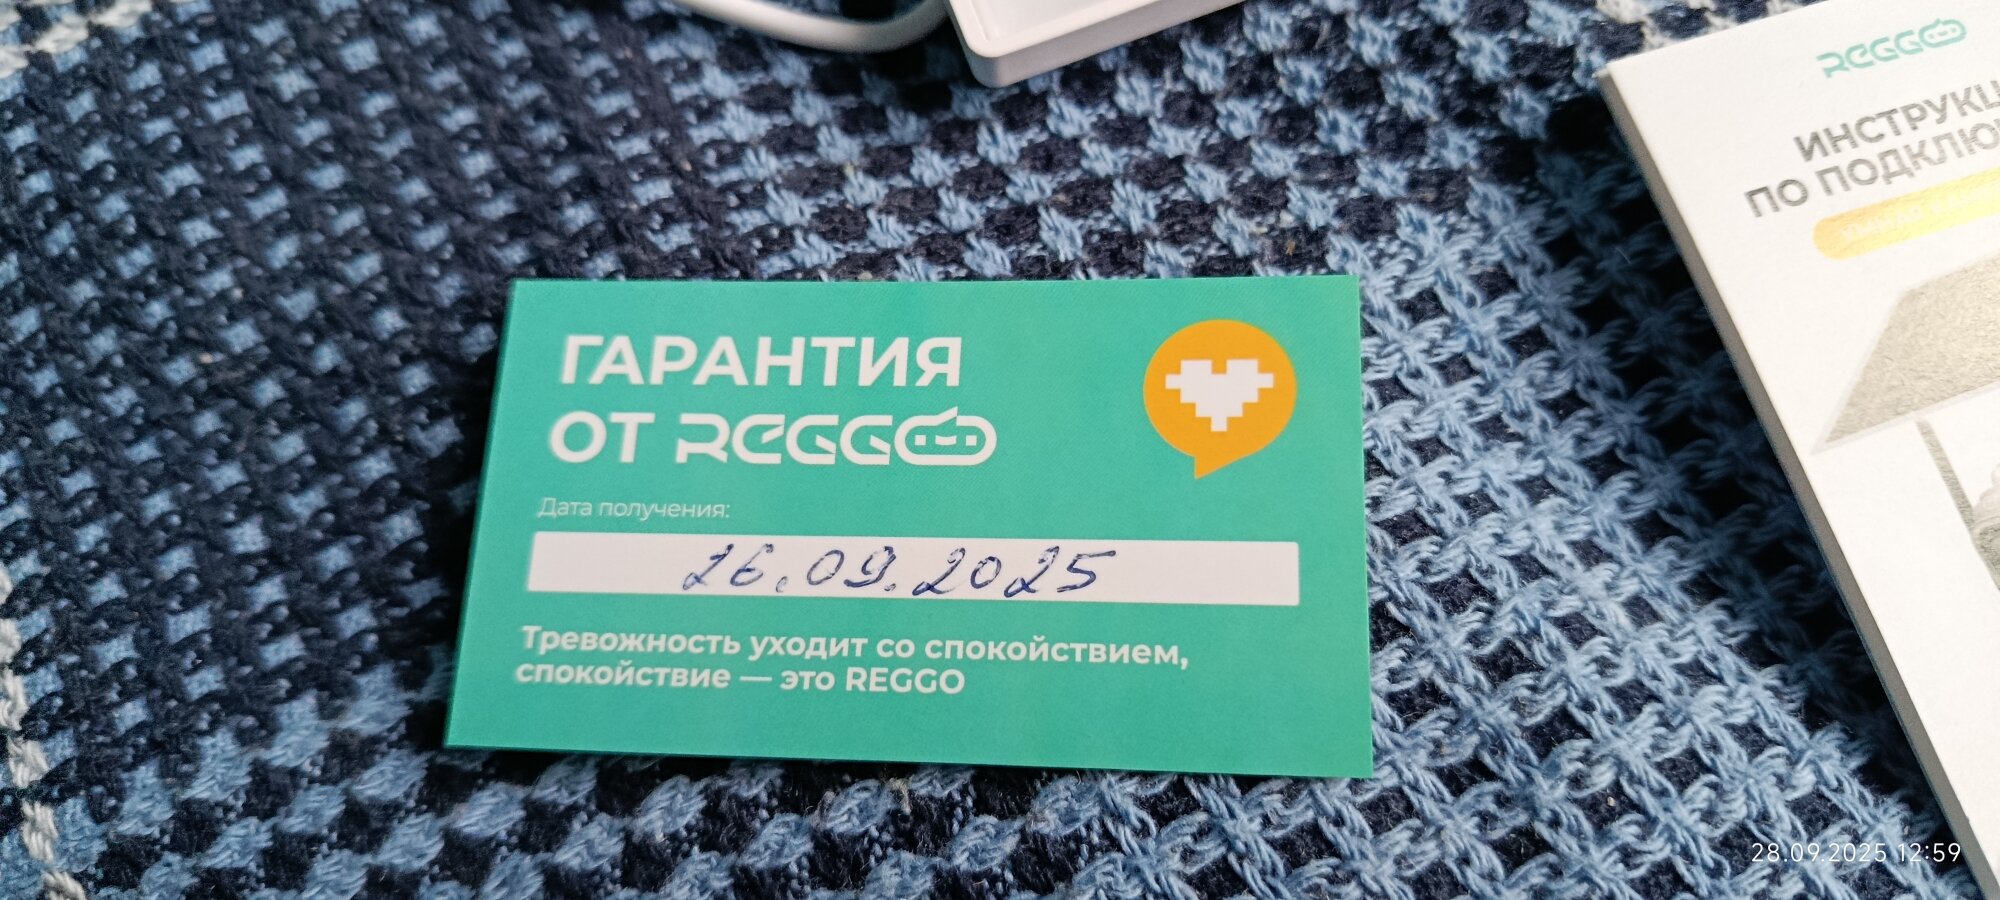 ГАРАНТИЯ
ОТ REGGO
Дата получения:
26.09.2025
Тревожность уходит со спокойствием,
спокойствие — это REGGO
REGGO
ИНСТРУКЦ
ПО ПОДКЛЮ
28.09.2025 12:59